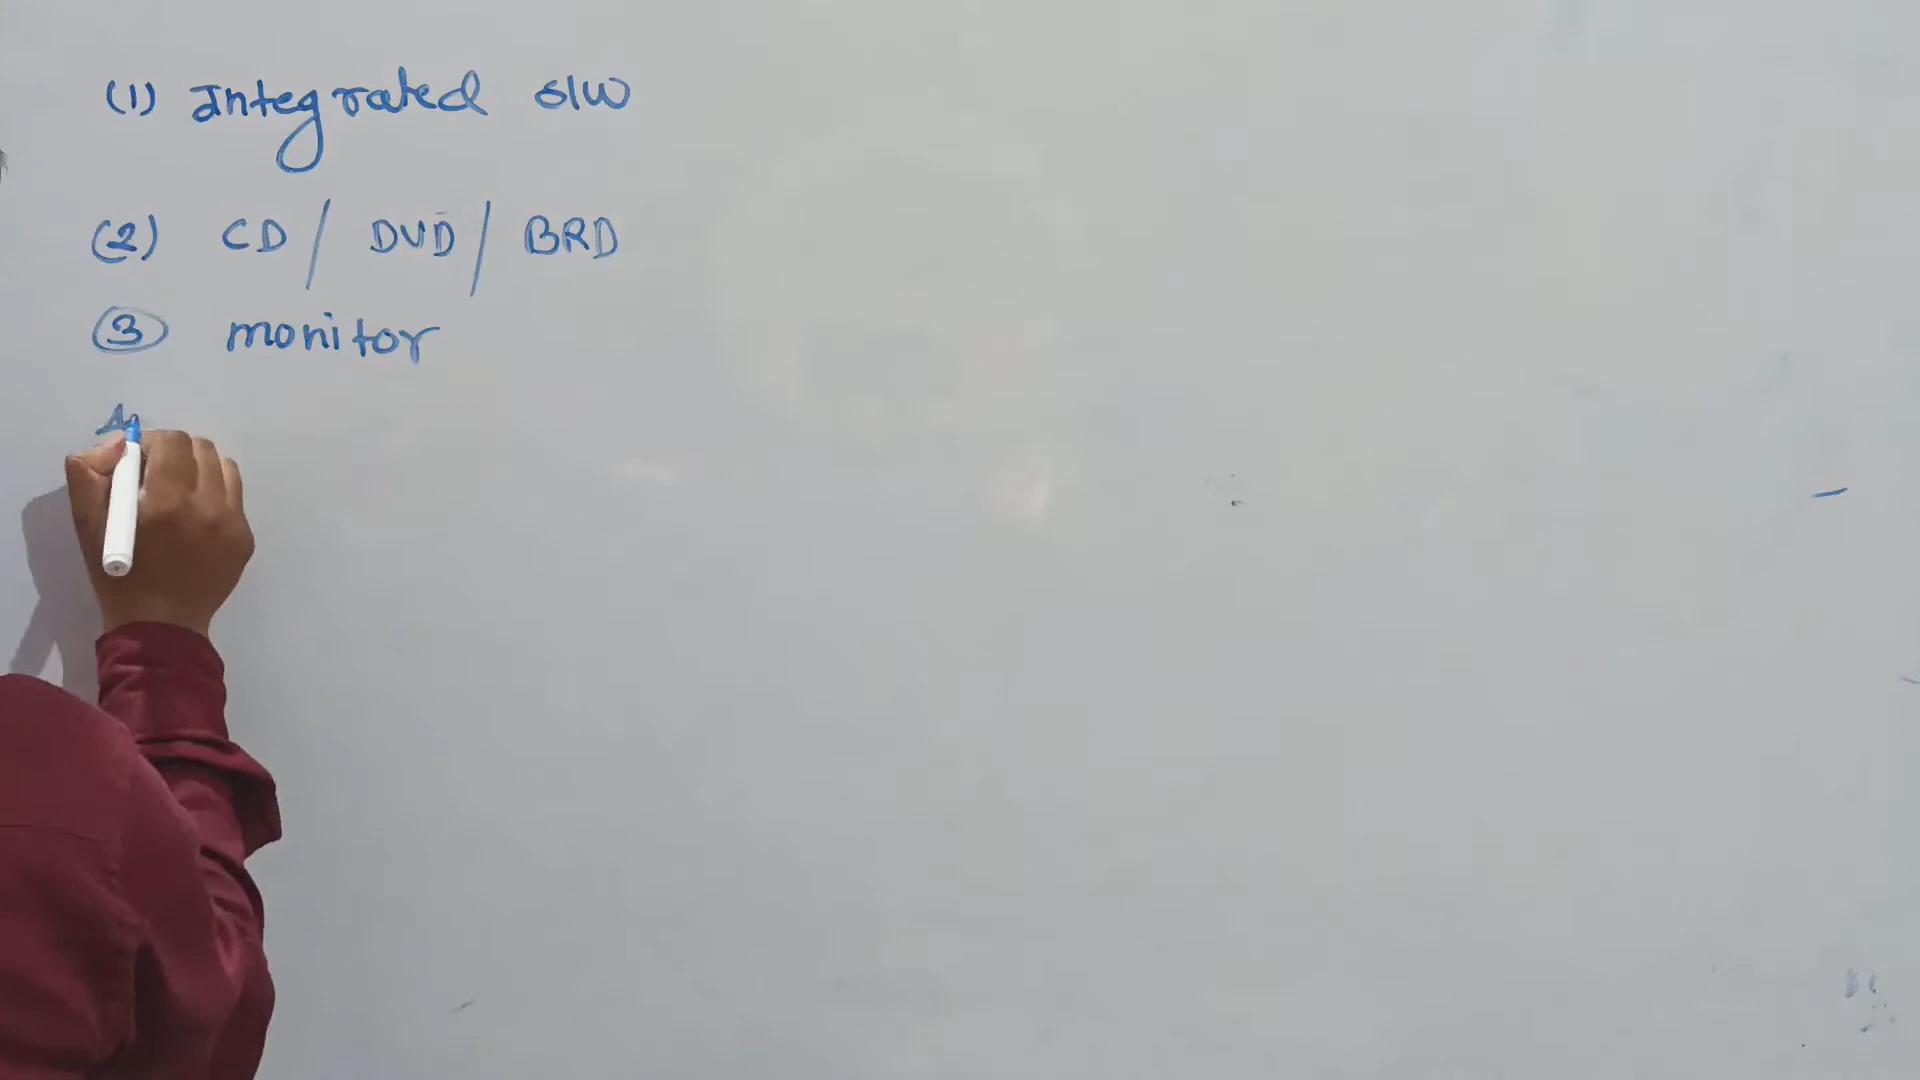 (1) Integrated s/w
(2) CD / DVD / BRD
③ monitor